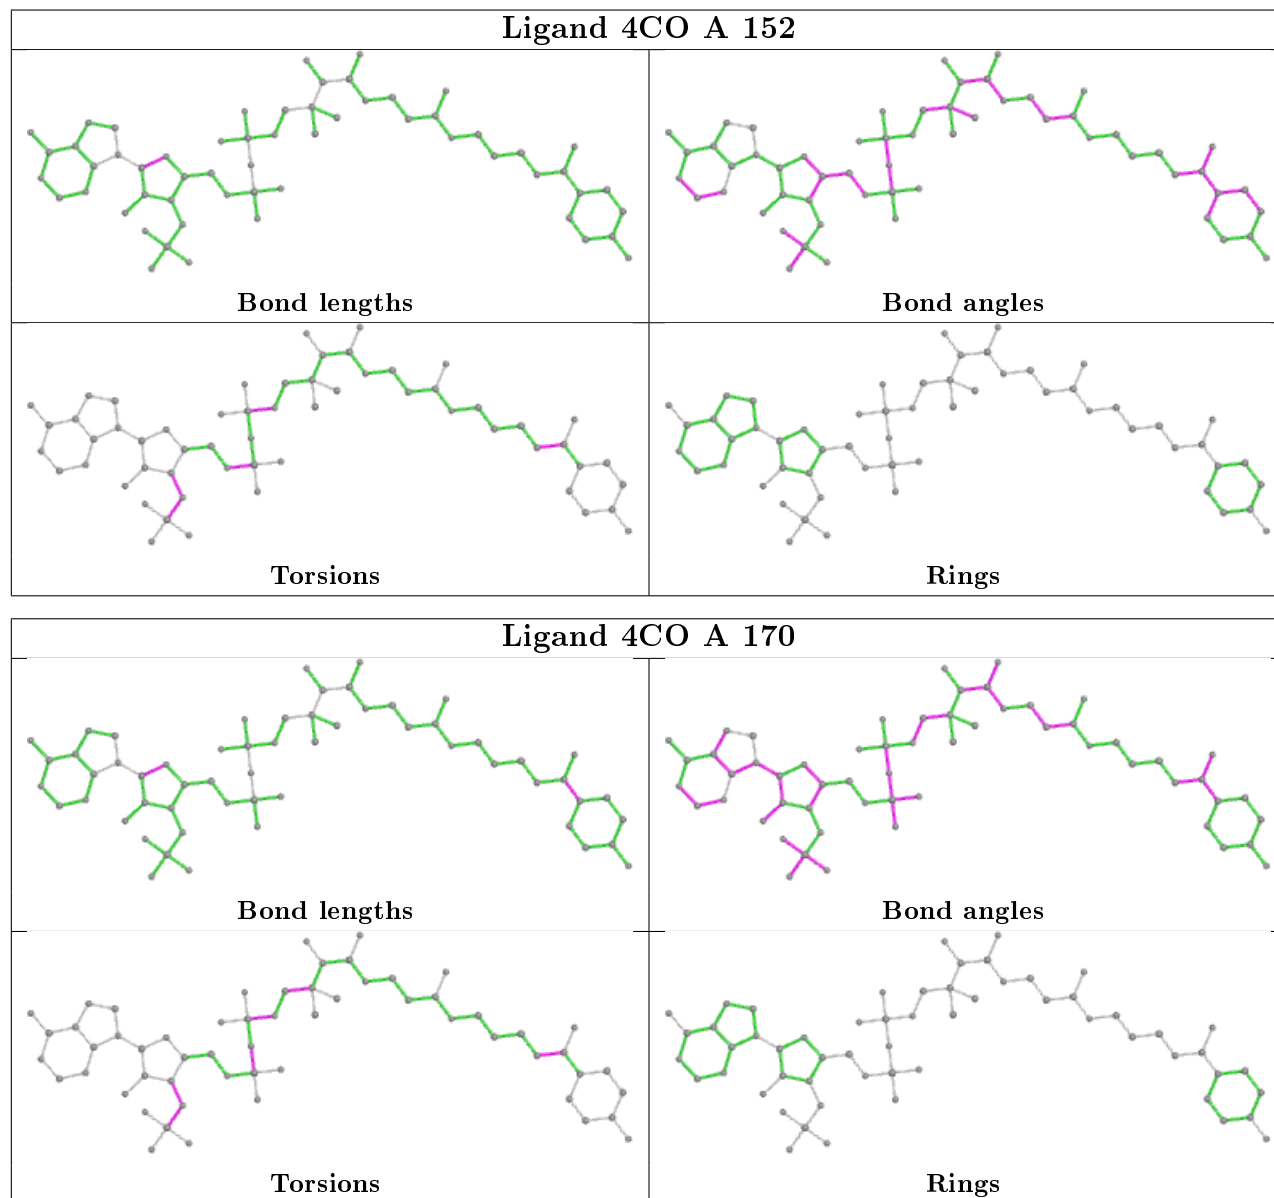 Ligand 4CO A 152
Bond lengths
Bond angles
Torsions
Rings
Ligand 4CO A 170
Bond lengths
Bond angles
Torsions
Rings